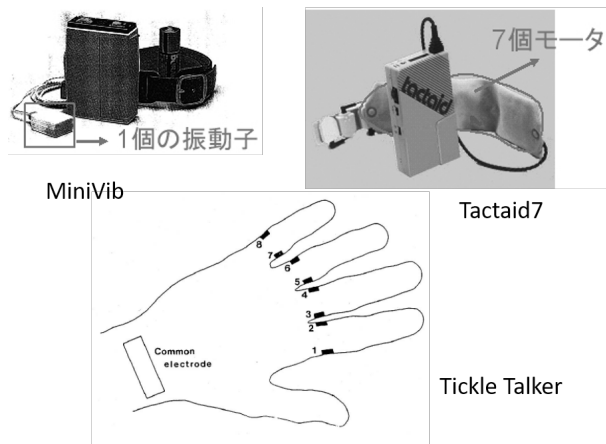 1個の振動子
7個モータ
tactaid
MiniVib
Tactaid7
8
7
6
5
4
3
2
1
Common
electrode
Tickle Talker